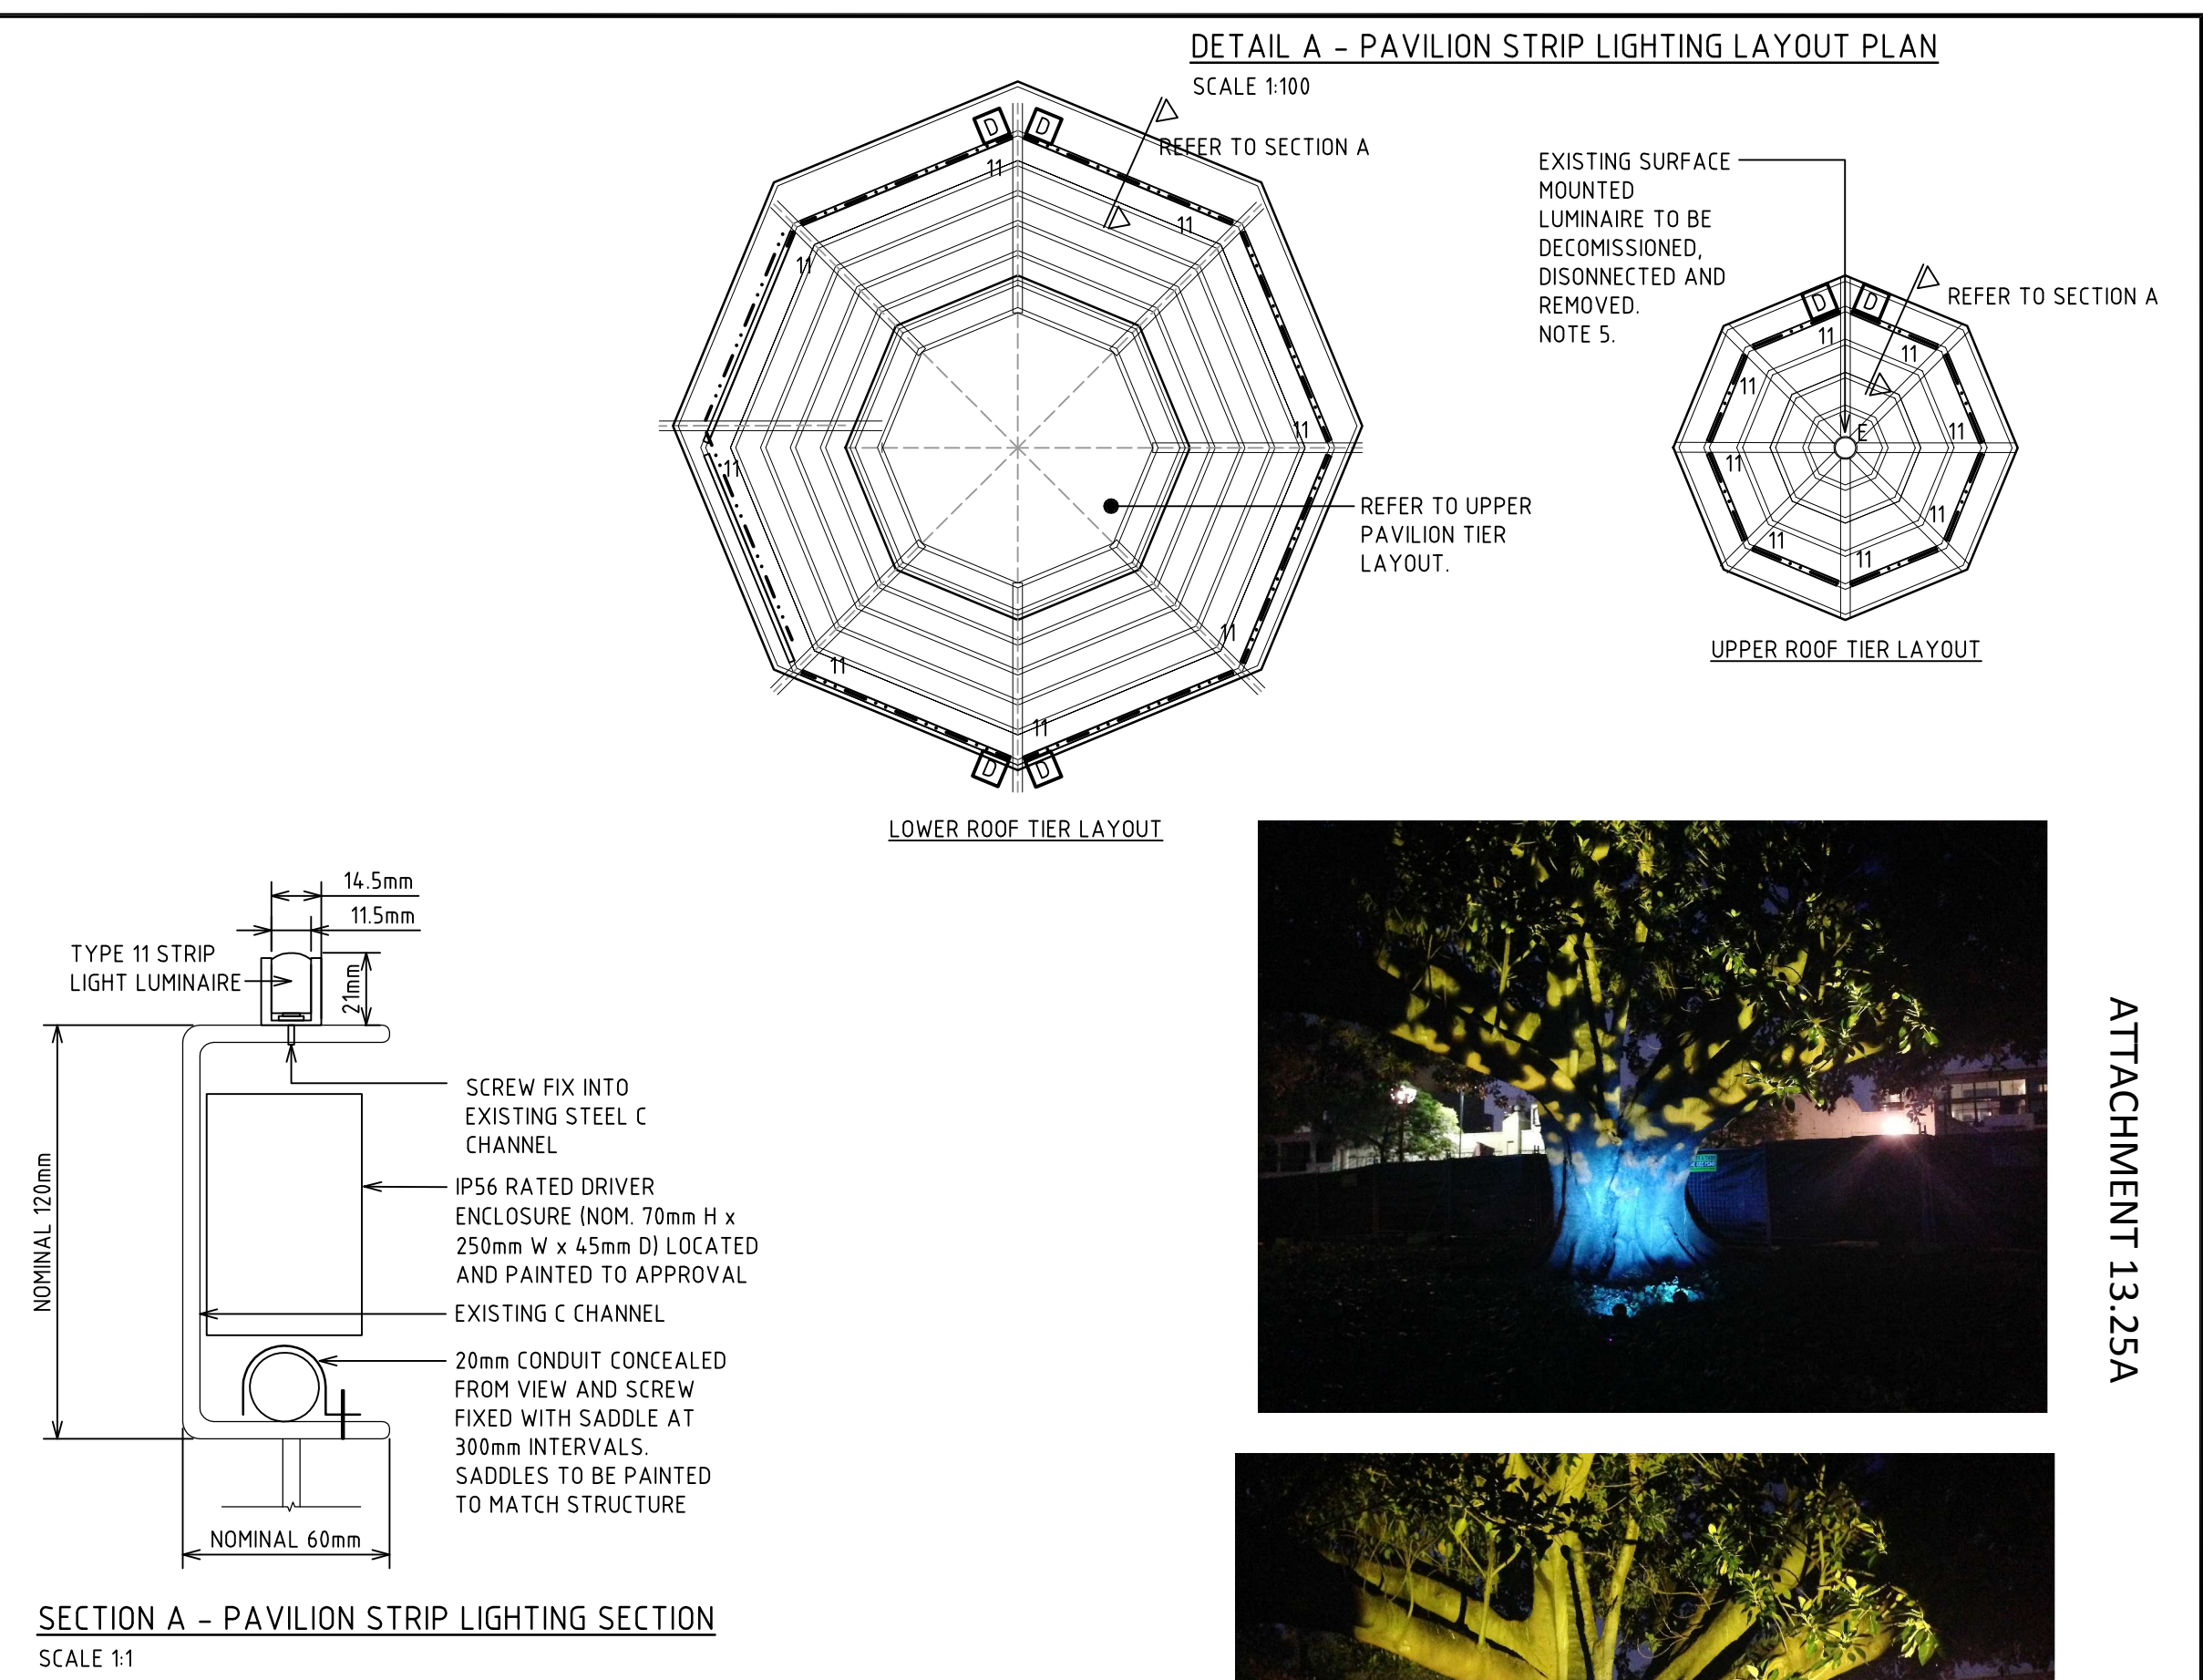 DETAIL A - PAVILION STRIP LIGHTING LAYOUT PLAN
SCALE 1:100
D
D
REFER TO SECTION A
11
11
11
11
11
11
11
11
D
D
REFER TO UPPER
PAVILION TIER
LAYOUT.
LOWER ROOF TIER LAYOUT
EXISTING SURFACE
MOUNTED
LUMINAIRE TO BE
DECOMISSIONED,
DISONNECTED AND
REMOVED.
NOTE 5.
D
D
REFER TO SECTION A
11
11
11
11
E
11
11
11
11
UPPER ROOF TIER LAYOUT
14.5mm
11.5mm
TYPE 11 STRIP
LIGHT LUMINAIRE
21mm
SCREW FIX INTO
EXISTING STEEL C
CHANNEL
NOMINAL 120mm
IP56 RATED DRIVER
ENCLOSURE (NOM. 70mm H x
250mm W x 45mm D) LOCATED
AND PAINTED TO APPROVAL
EXISTING C CHANNEL
20mm CONDUIT CONCEALED
FROM VIEW AND SCREW
FIXED WITH SADDLE AT
300mm INTERVALS.
SADDLES TO BE PAINTED
TO MATCH STRUCTURE
NOMINAL 60mm
SECTION A - PAVILION STRIP LIGHTING SECTION
SCALE 1:1
ATTACHMENT 13.25A